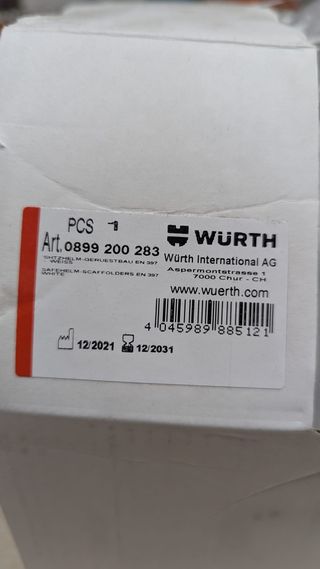 PCS 1
Art. 0899 200 283
SHTZHELM-GERUESTBAU EN 397
WEISS
SAFEHELM-SCAFFOLDERS EN 397
WHITE
WÜRTH
Würth International AG
Aspermontstrasse 1
7000 Chur - CH
www.wuerth.com
4 045989 885121
12/2021 12/2031